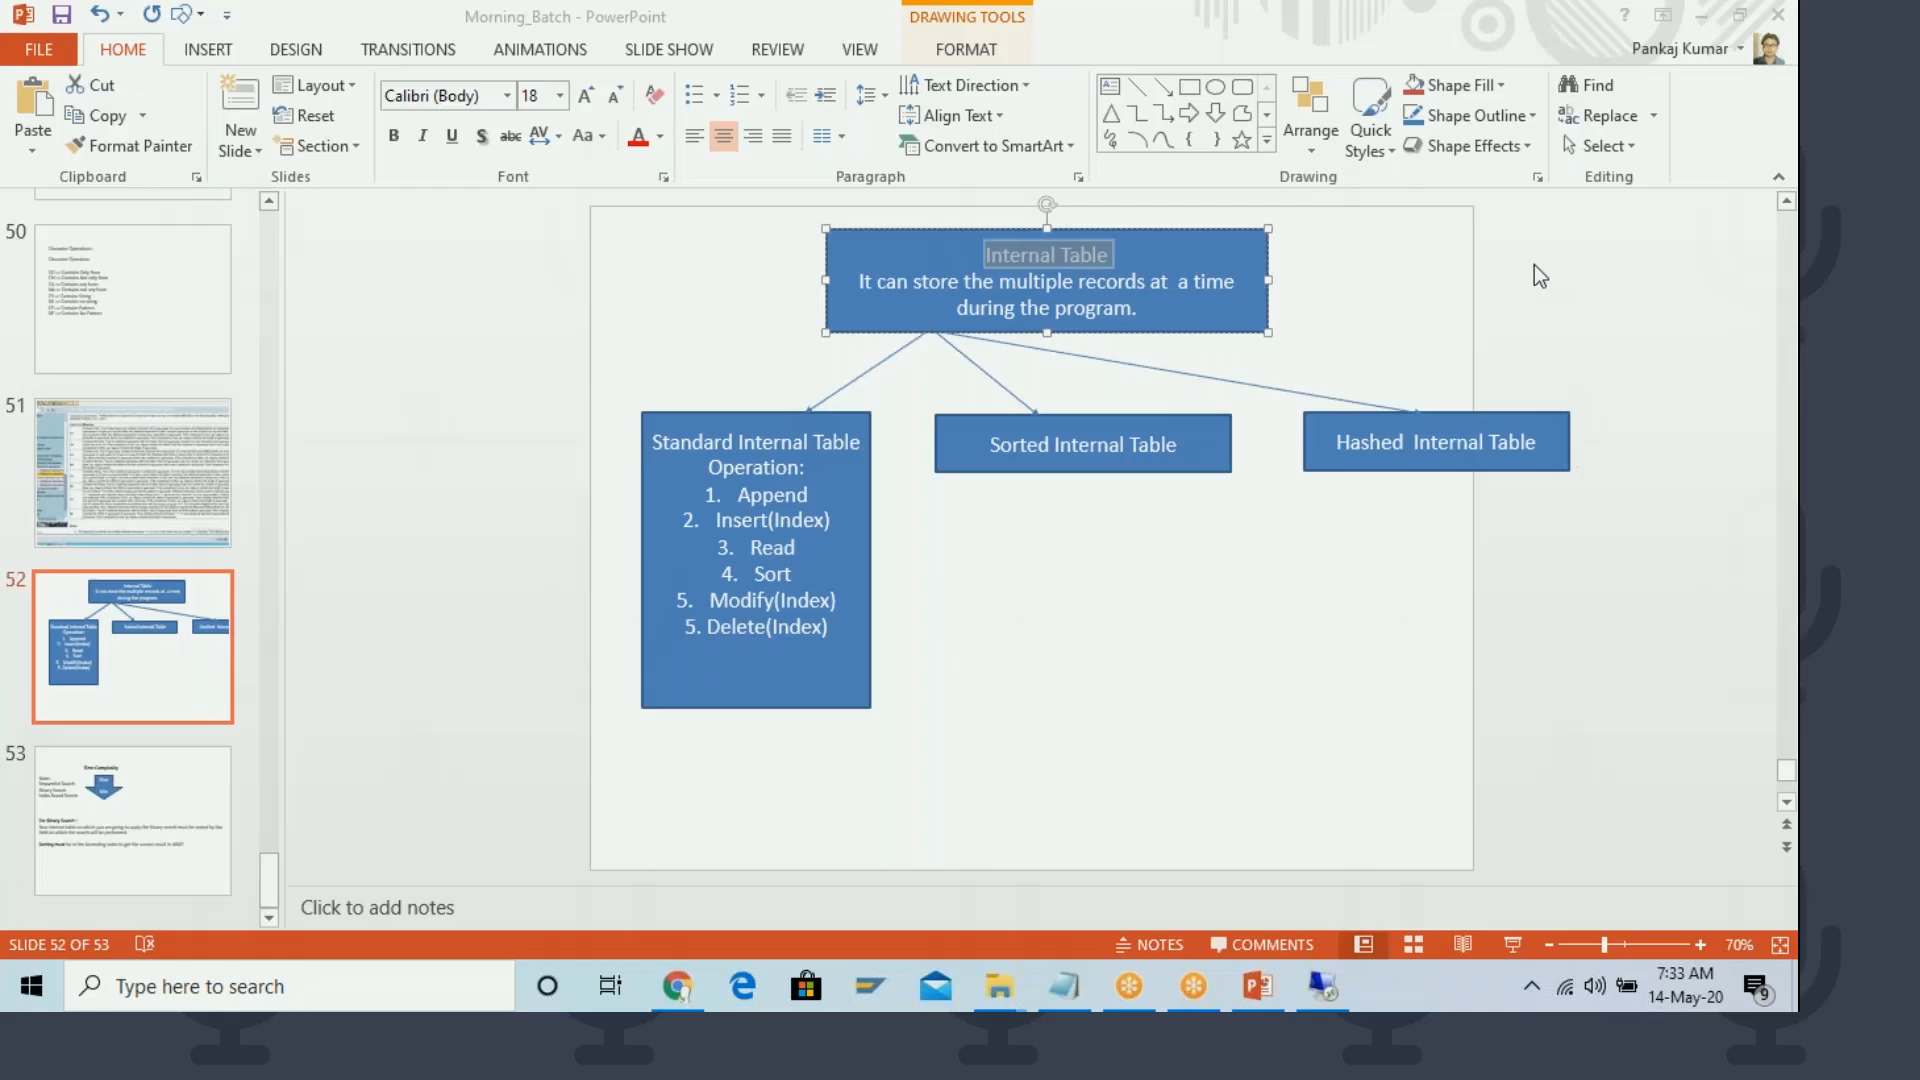 Morning_Batch - PowerPoint
DRAWING TOOLS
?
FILE
HOME
INSERT
DESIGN
TRANSITIONS
ANIMATIONS
SLIDE SHOW
REVIEW
VIEW
FORMAT
Pankaj Kumar
Paste
Cut
Copy
Format Painter
Clipboard
New
Slide
Layout
Reset
Section
Slides
Calibri (Body)
18
B I U S abc AV Aa A
Font
Text Direction
Align Text
Convert to SmartArt
Paragraph
Arrange
Quick
Styles
Shape Fill
Shape Outline
Shape Effects
Drawing
Find
Replace
Select
Editing
50
51
52
53
Internal Table
It can store the multiple records at  a time
during the program.
Standard Internal Table
Operation:
1. Append
2. Insert(Index)
3. Read
4. Sort
5. Modify(Index)
5. Delete(Index)
Sorted Internal Table
Hashed  Internal Table
Click to add notes
SLIDE 52 OF 53
NOTES
COMMENTS
70%
Type here to search
7:33 AM
14-May-20
9